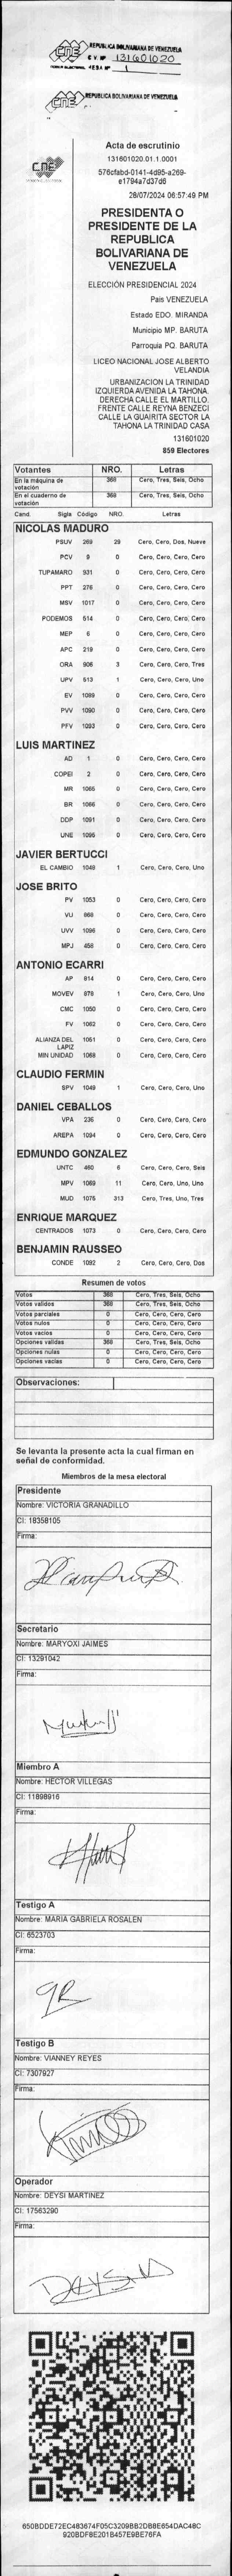 CNE REPUBLICA BOLIVARIANA DE VENEZUELA
C.V. Nº 131601020
MESA Nº 1
CNE REPUBLICA BOLIVARIANA DE VENEZUELA
CNE
Acta de escrutinio
131601020.01.1.0001
576cfabd-0141-4d95-a269-
e1794a7d37d6
28/07/2024 06:57:49 PM
PRESIDENTA O
PRESIDENTE DE LA
REPUBLICA
BOLIVARIANA DE
VENEZUELA
ELECCIÓN PRESIDENCIAL 2024
Pais VENEZUELA
Estado EDO. MIRANDA
Municipio MP. BARUTA
Parroquia PQ. BARUTA
LICEO NACIONAL JOSE ALBERTO
VELANDIA
URBANIZACION LA TRINIDAD
IZQUIERDA AVENIDA LA TAHONA.
DERECHA CALLE EL MARTILLO.
FRENTE CALLE REYNA BENZECI
CALLE LA GUAIRITA SECTOR LA
TAHONA LA TRINIDAD CASA
131601020
859 Electores
Votantes NRO. Letras
En la máquina de votación 368 Cero, Tres, Seis, Ocho
En el cuaderno de votación 368 Cero, Tres, Seis, Ocho
Cand. Sigla Código NRO. Letras
NICOLAS MADURO
PSUV 268 29 Cero, Cero, Dos, Nueve
PCV 9 0 Cero, Cero, Cero, Cero
TUPAMARO 931 0 Cero, Cero, Cero, Cero
PPT 276 0 Cero, Cero, Cero, Cero
MSV 1017 0 Cero, Cero, Cero, Cero
PODEMOS 514 0 Cero, Cero, Cero, Cero
MEP 6 0 Cero, Cero, Cero, Cero
APC 219 0 Cero, Cero, Cero, Cero
ORA 906 3 Cero, Cero, Cero, Tres
UPV 513 1 Cero, Cero, Cero, Uno
EV 1099 0 Cero, Cero, Cero, Cero
PVV 1090 0 Cero, Cero, Cero, Cero
PFV 1093 0 Cero, Cero, Cero, Cero
LUIS MARTINEZ
AD 1 0 Cero, Cero, Cero, Cero
COPEI 2 0 Cero, Cero, Cero, Cero
MR 1065 0 Cero, Cero, Cero, Cero
BR 1066 0 Cero, Cero, Cero, Cero
DDP 1091 0 Cero, Cero, Cero, Cero
UNE 1095 0 Cero, Cero, Cero, Cero
JAVIER BERTUCCI
EL CAMBIO 1048 1 Cero, Cero, Cero, Uno
JOSE BRITO
PV 1053 0 Cero, Cero, Cero, Cero
VU 868 0 Cero, Cero, Cero, Cero
UVV 1096 0 Cero, Cero, Cero, Cero
MPJ 458 0 Cero, Cero, Cero, Cero
ANTONIO ECARRI
AP 814 0 Cero, Cero, Cero, Cero
MOVEV 978 1 Cero, Cero, Cero, Uno
CMC 1050 0 Cero, Cero, Cero, Cero
FV 1062 0 Cero, Cero, Cero, Cero
ALIANZA DEL LAPIZ 1051 0 Cero, Cero, Cero, Cero
MIN UNIDAD 1068 0 Cero, Cero, Cero, Cero
CLAUDIO FERMIN
SPV 1049 1 Cero, Cero, Cero, Uno
DANIEL CEBALLOS
VPA 236 0 Cero, Cero, Cero, Cero
AREPA 1094 0 Cero, Cero, Cero, Cero
EDMUNDO GONZALEZ
UNTC 460 6 Cero, Cero, Cero, Seis
MPV 1069 11 Cero, Cero, Uno, Uno
MUD 1075 313 Cero, Tres, Uno, Tres
ENRIQUE MARQUEZ
CENTRADOS 1073 0 Cero, Cero, Cero, Cero
BENJAMIN RAUSSEO
CONDE 1092 2 Cero, Cero, Cero, Dos
Resumen de votos
Votos 368 Cero, Tres, Seis, Ocho
Votos validos 368 Cero, Tres, Seis, Ocho
Votos parciales 0 Cero, Cero, Cero, Cero
Votos nulos 0 Cero, Cero, Cero, Cero
Votos vacios 0 Cero, Cero, Cero, Cero
Opciones validas 368 Cero, Tres, Seis, Ocho
Opciones nulas 0 Cero, Cero, Cero, Cero
Opciones vacias 0 Cero, Cero, Cero, Cero
Observaciones:
Se levanta la presente acta la cual firman en
señal de conformidad.
Miembros de la mesa electoral
Presidente
Nombre: VICTORIA GRANADILLO
CI: 18358105
Firma:
Secretario
Nombre: MARYOXI JAIMES
CI: 13291042
Firma:
Miembro A
Nombre: HECTOR VILLEGAS
CI: 11898916
Firma:
Testigo A
Nombre: MARIA GABRIELA ROSALEN
CI: 6523703
Firma:
Testigo B
Nombre: VIANNEY REYES
CI: 7307927
Firma:
Operador
Nombre: DEYSI MARTINEZ
CI: 17563290
Firma:
650BDDE72EC483674F05C3209BB2DB8E654DAC48C
920BDF8E201B457E9BE76FA